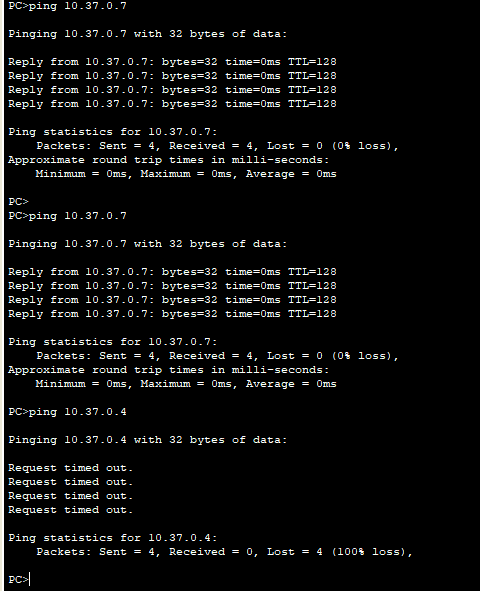 PC>ping 10.37.0.7
Pinging 10.37.0.7 with 32 bytes of data:
Reply from 10.37.0.7: bytes=32 time=0ms TTL=128
Reply from 10.37.0.7: bytes=32 time=0ms TTL=128
Reply from 10.37.0.7: bytes=32 time=0ms TTL=128
Reply from 10.37.0.7: bytes=32 time=0ms TTL=128
Ping statistics for 10.37.0.7:
Packets: Sent = 4, Received = 4, Lost = 0 (0% loss),
Approximate round trip times in milli-seconds:
Minimum = 0ms, Maximum = 0ms, Average = 0ms
PC>
PC>ping 10.37.0.7
Pinging 10.37.0.7 with 32 bytes of data:
Reply from 10.37.0.7: bytes=32 time=0ms TTL=128
Reply from 10.37.0.7: bytes=32 time=0ms TTL=128
Reply from 10.37.0.7: bytes=32 time=0ms TTL=128
Reply from 10.37.0.7: bytes=32 time=0ms TTL=128
Ping statistics for 10.37.0.7:
Packets: Sent = 4, Received = 4, Lost = 0 (0% loss),
Approximate round trip times in milli-seconds:
Minimum = 0ms, Maximum = 0ms, Average = 0ms
PC>ping 10.37.0.4
Pinging 10.37.0.4 with 32 bytes of data:
Request timed out.
Request timed out.
Request timed out.
Request timed out.
Ping statistics for 10.37.0.4:
Packets: Sent = 4, Received = 0, Lost = 4 (100% loss),
PC>